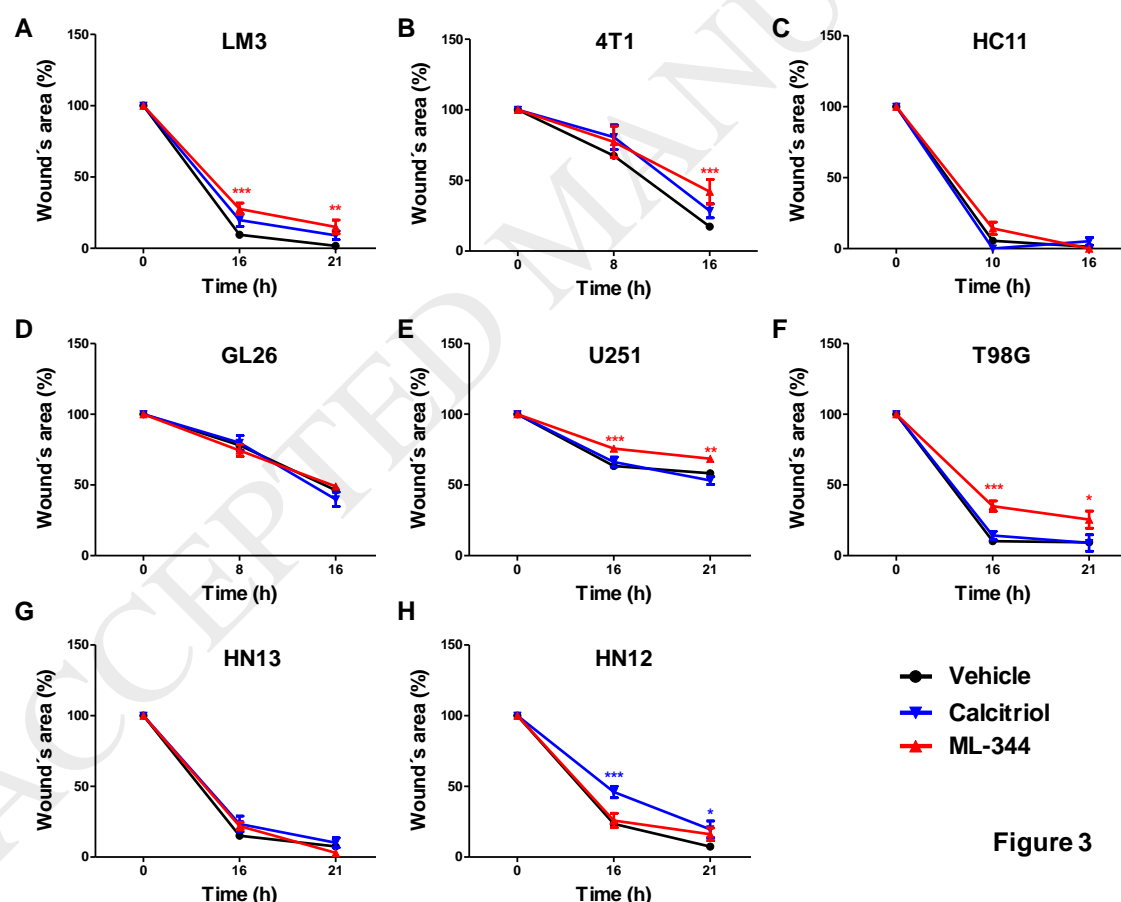 A
LM3
Wound´s area (%)
150
100
50
0
***
**
0
16
21
Time (h)
B
4T1
Wound´s area (%)
150
100
50
0
***
0
8
16
Time (h)
C
HC11
Wound´s area (%)
150
100
50
0
0
10
16
Time (h)
D
GL26
Wound´s area (%)
150
100
50
0
0
8
16
Time (h)
E
U251
Wound´s area (%)
150
100
50
0
***
**
0
16
21
Time (h)
F
T98G
Wound´s area (%)
150
100
50
0
***
*
0
16
21
Time (h)
G
HN13
Wound´s area (%)
150
100
50
0
0
16
21
Time (h)
H
HN12
Wound´s area (%)
150
100
50
0
***
*
0
16
21
Time (h)
Vehicle
Calcitriol
ML-344
Figure 3
ACCEPTED MANU